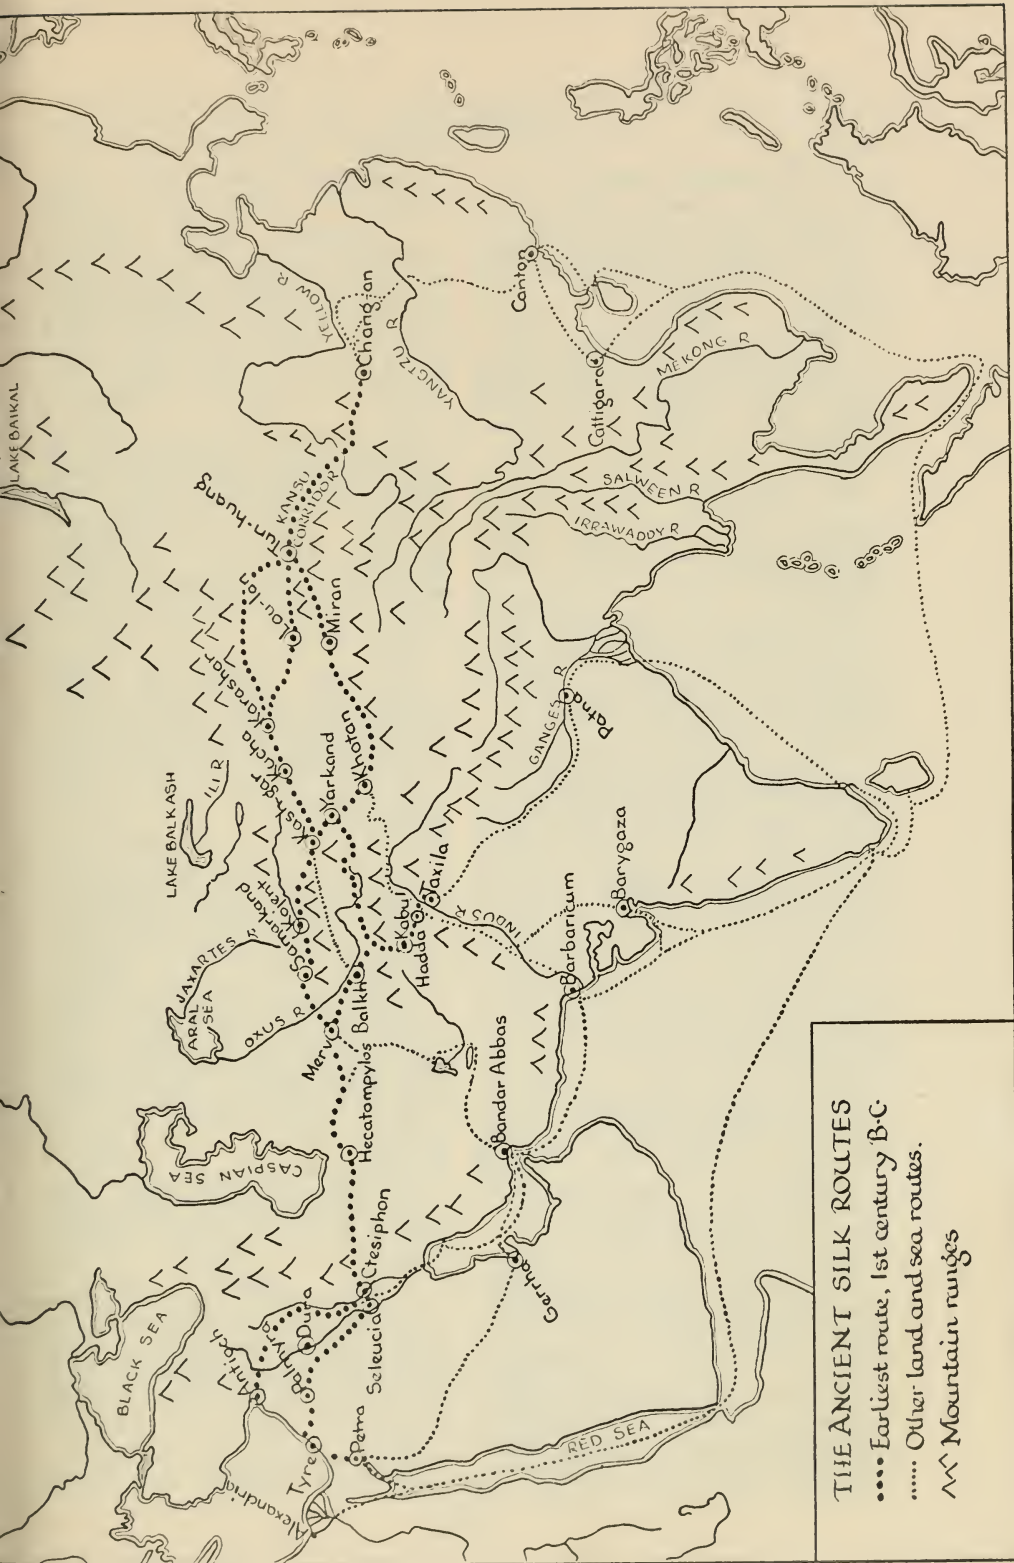 THE ANCIENT SILK ROUTES
Earliest route, 1st century B.C.
Other land and sea routes.
Mountain ranges
BLACK SEA
CASPIAN
SEA
ARAL
SEA
JAXARTES R
OXUS R
LAKE BALKASH
ILI R
LAKE BAIKAL
Alexandria
Tyre
Petra
Antioch
Palmyra
Dura
Seleucia
Ctesiphon
Hecatompylos
Merv
Balkh
Samarkand
Kojent
Kashgar
Yarkand
Kucha
Khotan
Karashar
Lou-lan
Miran
Tun-huang
KANSU
CORRIDOR
Chang-an
YELLOW R
YANGTZU R
Canton
Cattigara
MEKONG R
SALWEEN R
IRRAWADDY R
GANGES R
Patna
Kabul
Hadda
Taxila
INDUS R
Barbaricum
Barygaza
Bandar Abbas
Gerrha
RED SEA